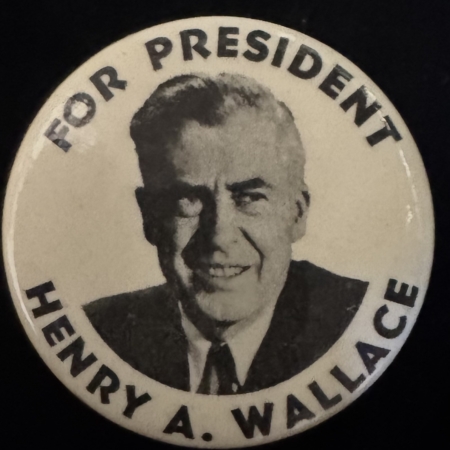 FOR PRESIDENT
HENRY A. WALLACE